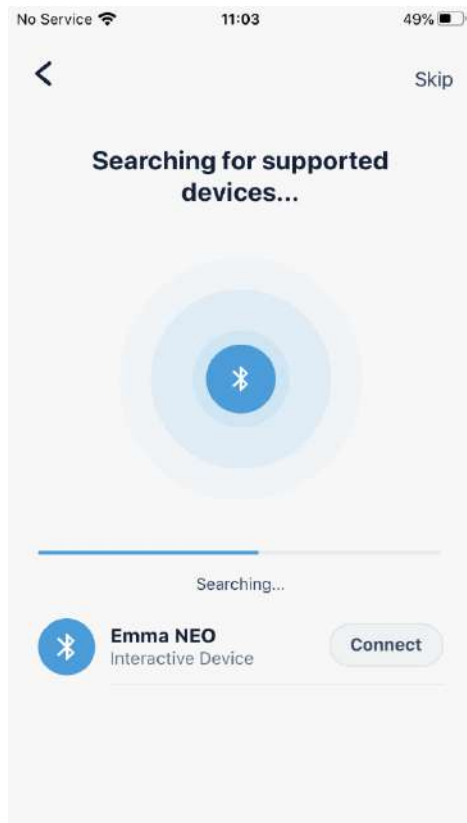 No Service 11:03 49%
Skip
Searching for supported
devices...
Searching...
Emma NEO
Interactive Device
Connect